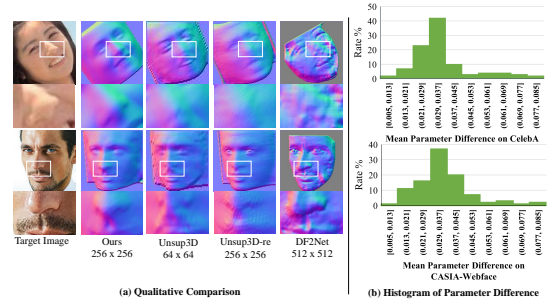 Target Image
Ours
256 x 256
Unsup3D
64 x 64
Unsup3D-re
256 x 256
DF2Net
512 x 512
(a) Qualitative Comparison
Rate %
50
40
30
20
10
0
[0.005, 0.013]
(0.013, 0.021]
(0.021, 0.029]
(0.029, 0.037]
(0.037, 0.045]
(0.045, 0.053]
(0.053, 0.061]
(0.061, 0.069]
(0.069, 0.077]
(0.077, 0.085]
Mean Parameter Difference on CelebA
Rate %
40
30
20
10
0
[0.005, 0.013]
(0.013, 0.021]
(0.021, 0.029]
(0.029, 0.037]
(0.037, 0.045]
(0.045, 0.053]
(0.053, 0.061]
(0.061, 0.069]
(0.069, 0.077]
(0.077, 0.085]
Mean Parameter Difference on
CASIA-Webface
(b) Histogram of Parameter Difference